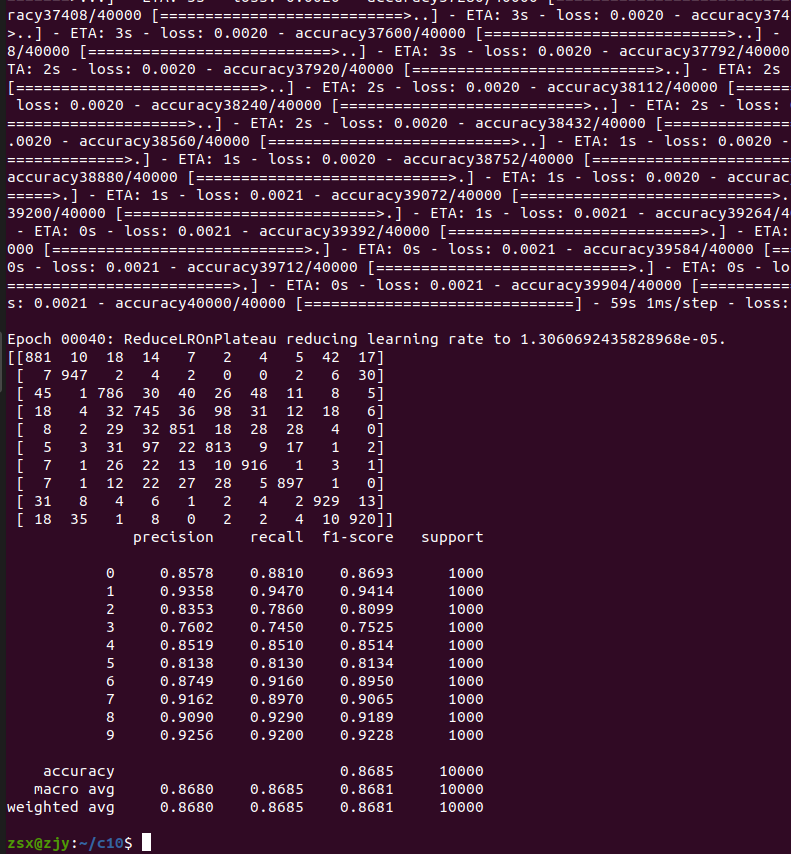 racy37408/40000 [==============================>..] - ETA: 3s - loss: 0.0020 - accuracy374
>..] - ETA: 3s - loss: 0.0020 - accuracy37600/40000 [===========================>..] -
8/40000 [===========================>..] - ETA: 3s - loss: 0.0020 - accuracy37792/40000
TA: 2s - loss: 0.0020 - accuracy37920/40000 [===========================>..] - ETA: 2s
[===========================>..] - ETA: 2s - loss: 0.0020 - accuracy38112/40000 [======
 loss: 0.0020 - accuracy38240/40000 [===========================>..] - ETA: 2s - loss:
====================>..] - ETA: 2s - loss: 0.0020 - accuracy38432/40000 [==============
.0020 - accuracy38560/40000 [===========================>..] - ETA: 1s - loss: 0.0020 -
=============>.] - ETA: 1s - loss: 0.0020 - accuracy38752/40000 [======================
accuracy38880/40000 [============================>.] - ETA: 1s - loss: 0.0020 - accurac
=====>.] - ETA: 1s - loss: 0.0021 - accuracy39072/40000 [============================>.
39200/40000 [============================>.] - ETA: 1s - loss: 0.0021 - accuracy39264/4
 - ETA: 0s - loss: 0.0021 - accuracy39392/40000 [============================>.] - ETA:
000 [============================>.] - ETA: 0s - loss: 0.0021 - accuracy39584/40000 [==
0s - loss: 0.0021 - accuracy39712/40000 [============================>.] - ETA: 0s - lo
=========================>.] - ETA: 0s - loss: 0.0021 - accuracy39904/40000 [==========
s: 0.0021 - accuracy40000/40000 [==============================] - 59s 1ms/step - loss:
Epoch 00040: ReduceLROnPlateau reducing learning rate to 1.3060692435828968e-05.
[[881 10 18 14 7 2 4 5 42 17]
[ 7 947 2 4 2 0 0 2 6 30]
[ 45 1 786 30 40 26 48 11 8 5]
[ 18 4 32 745 36 98 31 12 18 6]
[ 8 2 29 32 851 18 28 28 4 0]
[ 5 3 31 97 22 813 9 17 1 2]
[ 7 1 26 22 13 10 916 1 3 1]
[ 7 1 12 22 27 28 5 897 1 0]
[ 31 8 4 6 1 2 4 2 929 13]
[ 18 35 1 8 0 2 2 4 10 920]]
precision recall f1-score support
0 0.8578 0.8810 0.8693 1000
1 0.9358 0.9470 0.9414 1000
2 0.8353 0.7860 0.8099 1000
3 0.7602 0.7450 0.7525 1000
4 0.8519 0.8510 0.8514 1000
5 0.8138 0.8130 0.8134 1000
6 0.8749 0.9160 0.8950 1000
7 0.9162 0.8970 0.9065 1000
8 0.9090 0.9290 0.9189 1000
9 0.9256 0.9200 0.9228 1000
accuracy 0.8685 10000
macro avg 0.8680 0.8685 0.8681 10000
weighted avg 0.8680 0.8685 0.8681 10000
zsx@zjy:~/c10$